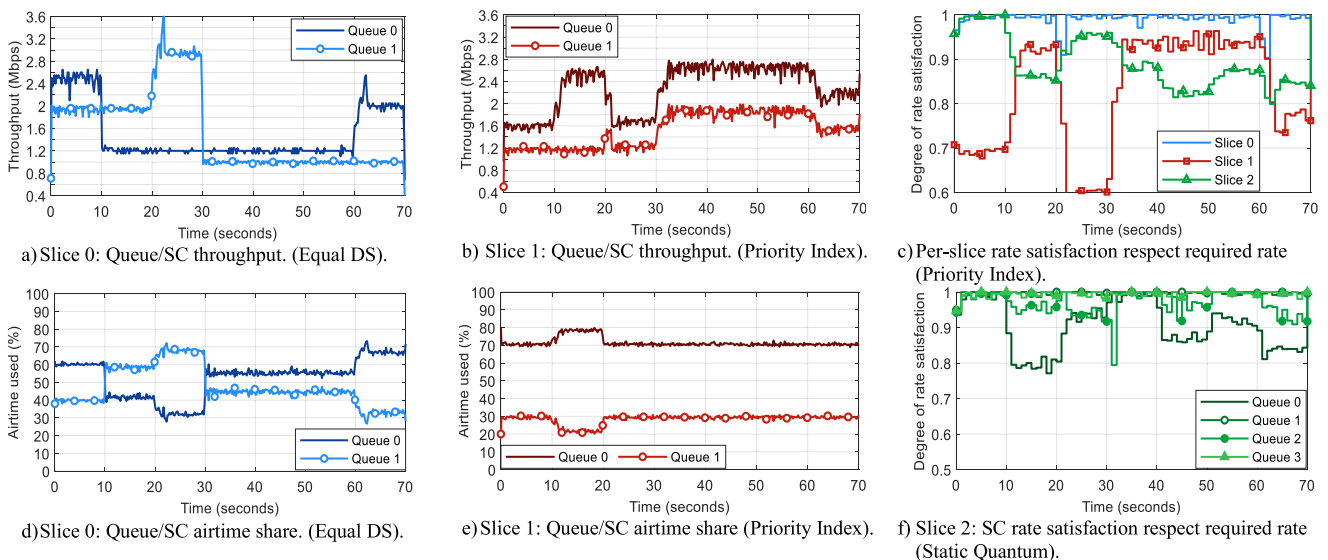 3.6
3.2
2.8
2.4
2
1.6
1.2
0.8
0.4
Throughput (Mbps)
Queue 0
Queue 1
0 10 20 30 40 50 60 70
Time (seconds)
a) Slice 0: Queue/SC throughput. (Equal DS).
3.6
3.2
2.8
2.4
2
1.6
1.2
0.8
0.4
Throughput (Mbps)
Queue 0
Queue 1
0 10 20 30 40 50 60 70
Time (seconds)
b) Slice 1: Queue/SC throughput. (Priority Index).
1
0.9
0.8
0.7
0.6
Degree of rate satisfaction
Slice 0
Slice 1
Slice 2
0 10 20 30 40 50 60 70
Time (seconds)
c) Per-slice rate satisfaction respect required rate
(Priority Index).
100
90
80
70
60
50
40
30
20
10
0
Airtime used (%)
Queue 0
Queue 1
0 10 20 30 40 50 60 70
Time (seconds)
d) Slice 0: Queue/SC airtime share. (Equal DS).
100
90
80
70
60
50
40
30
20
10
0
Airtime used (%)
Queue 0 Queue 1
0 10 20 30 40 50 60 70
Time (seconds)
e) Slice 1: Queue/SC airtime share (Priority Index).
1
0.9
0.8
0.7
0.6
0.5
Degree of rate satisfaction
Queue 0
Queue 1
Queue 2
Queue 3
0 10 20 30 40 50 60 70
Time (seconds)
f) Slice 2: SC rate satisfaction respect required rate
(Static Quantum).